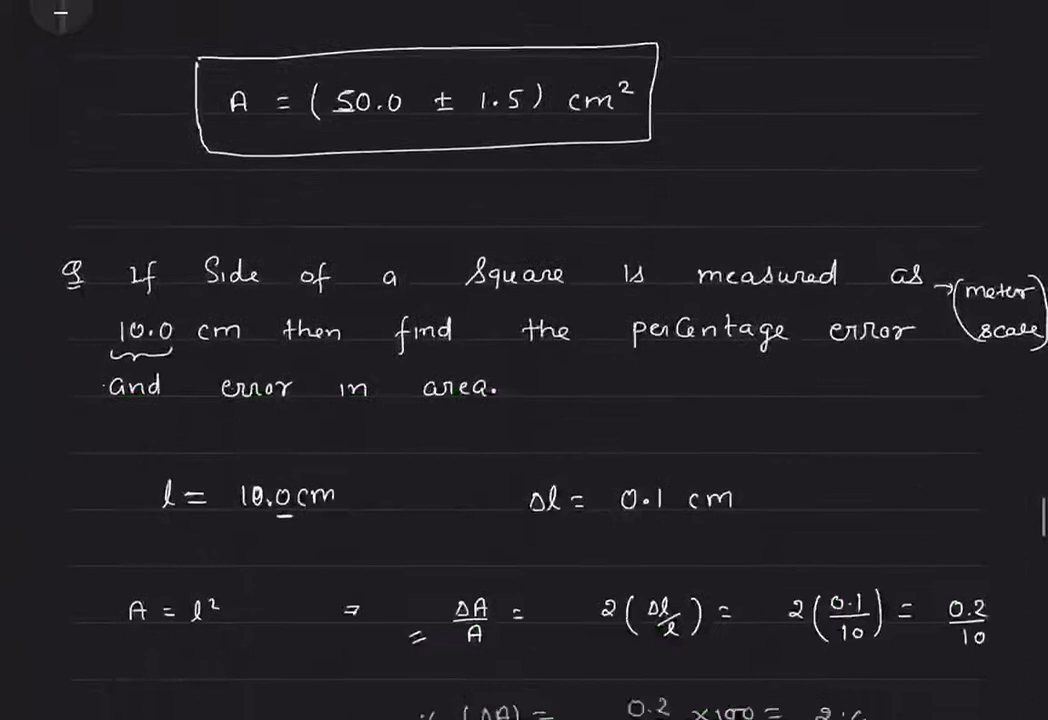 A = (50.0 ± 1.5) cm²
Q If Side of a Square is measured as → (meter scale)
10.0 cm then find the percentage error
and error in area.
l = 10.0 cm Δl = 0.1 cm
A = l² ⇒ = ΔA/A = 2(Δl/l) = 2(0.1/10) = 0.2/10
0.2 × 100 =